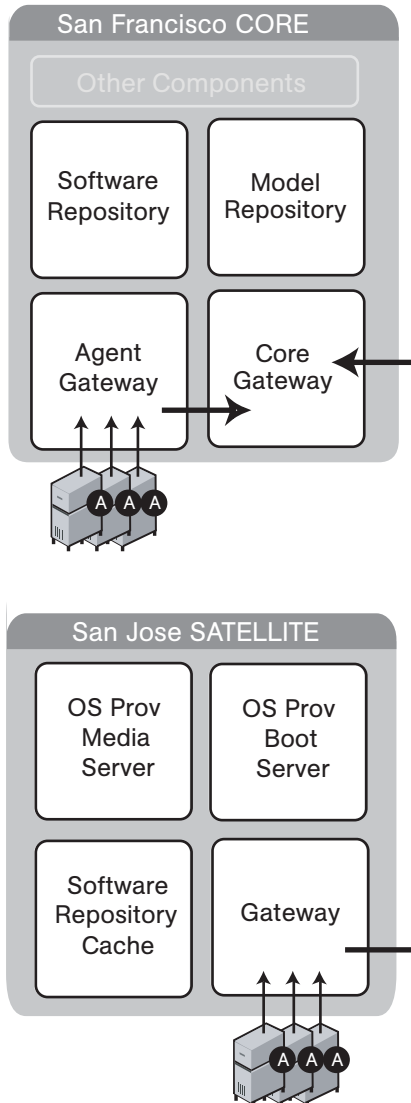 San Francisco CORE
Other Components
Software
Repository
Model
Repository
Agent
Gateway
Core
Gateway
A A A
San Jose SATELLITE
OS Prov
Media
Server
OS Prov
Boot
Server
Software
Repository
Cache
Gateway
A A A